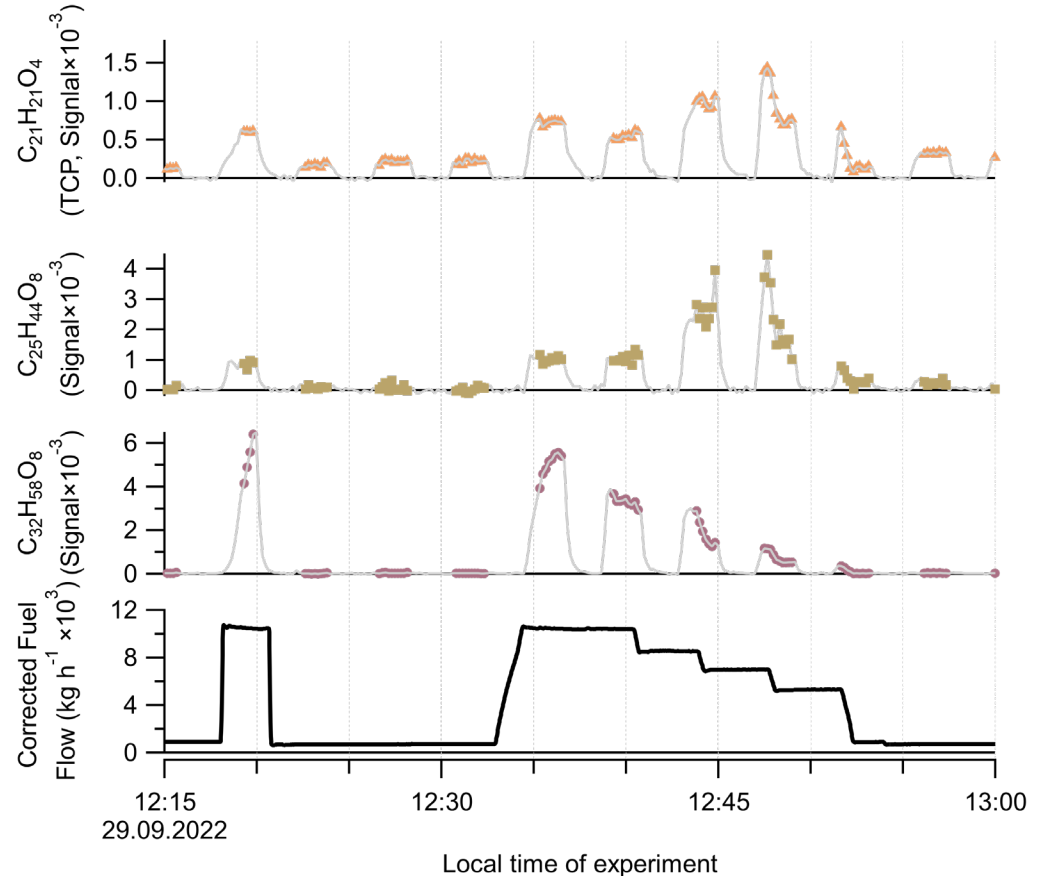 C₂₁H₂₁O₄
(TCP, Signlal×10⁻³)
1.5
1.0
0.5
0.0
C₂₅H₄₄O₈
(Signal×10⁻³)
4
3
2
1
0
C₃₂H₅₈O₈
(Signal×10⁻³)
6
4
2
0
Corrected Fuel
Flow (kg h⁻¹ ×10³)
12
8
4
0
12:15 12:30 12:45 13:00
29.09.2022
Local time of experiment